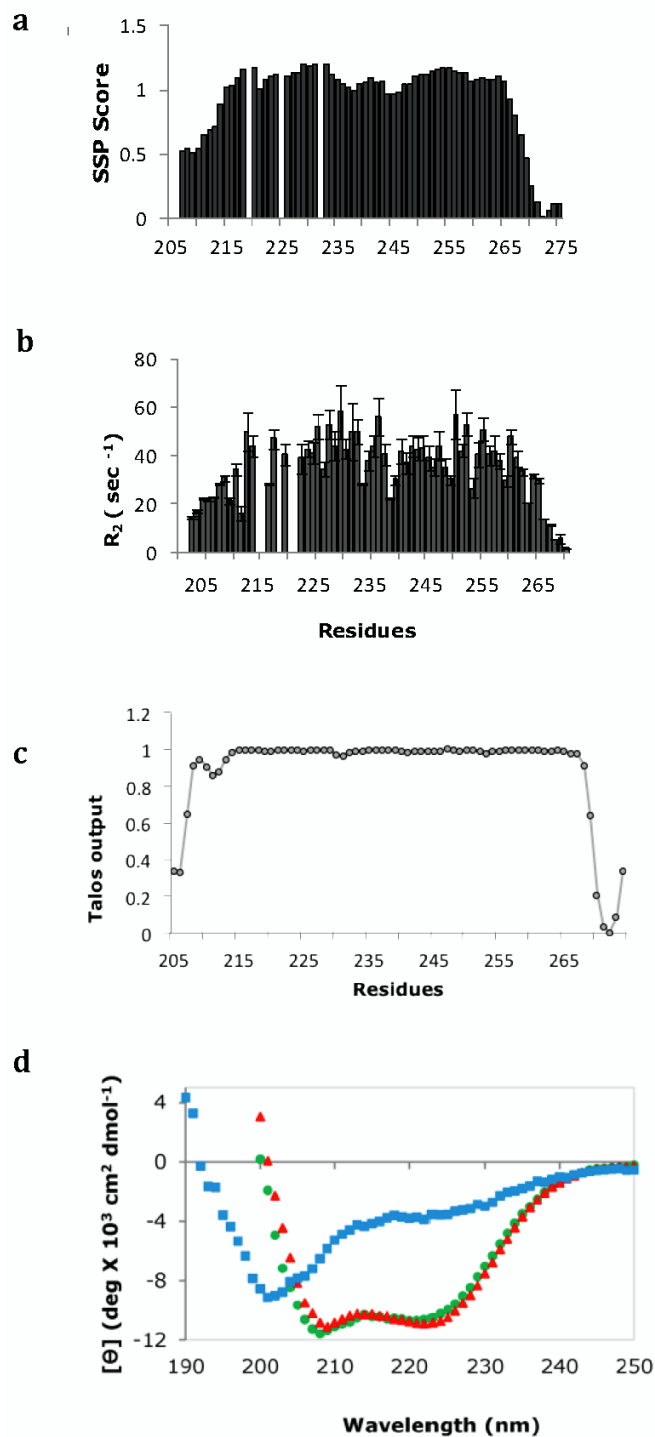 a
1.5
1
0.5
0
SSP Score
205 215 225 235 245 255 265 275
b
80
60
40
20
0
R2 ( sec -1)
205 215 225 235 245 255 265
Residues
c
1.2
1
0.8
0.6
0.4
0.2
0
Talos output
205 215 225 235 245 255 265
Residues
d
4
0
-4
-8
-12
[Θ] (deg X 10³ cm² dmol⁻¹)
190 200 210 220 230 240 250
Wavelength (nm)